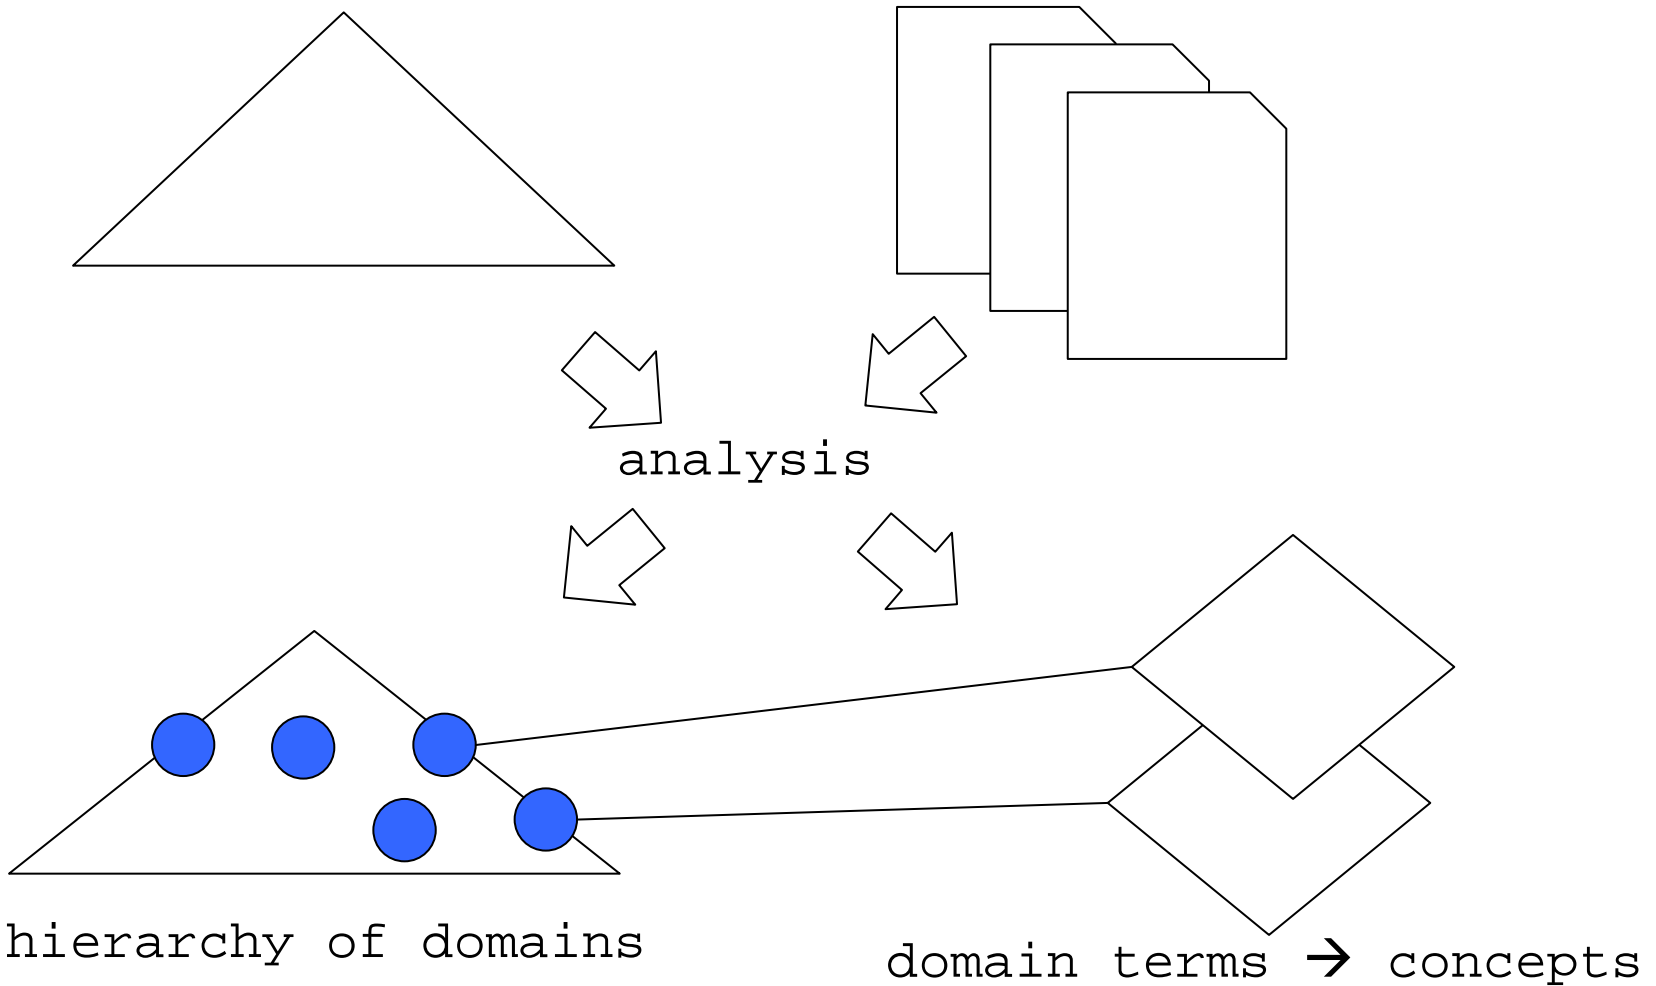 analysis
hierarchy of domains
domain terms → concepts